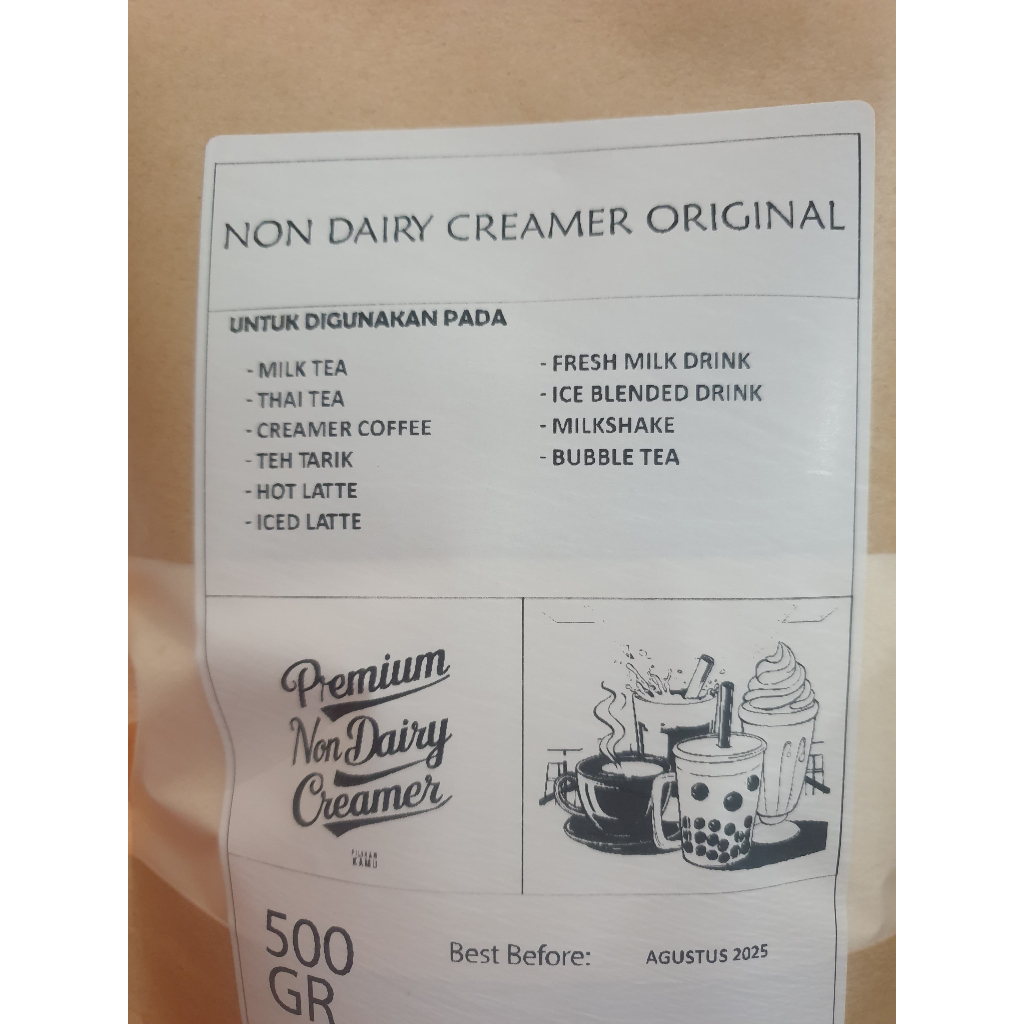 NON DAIRY CREAMER ORIGINAL
UNTUK DIGUNAKAN PADA
- MILK TEA
- THAI TEA
- CREAMER COFFEE
- TEH TARIK
- HOT LATTE
- ICED LATTE
- FRESH MILK DRINK
- ICE BLENDED DRINK
- MILKSHAKE
- BUBBLE TEA
Premium
Non Dairy
Creamer
PILIHAN
KAMU
500
GR
Best Before: AGUSTUS 2025